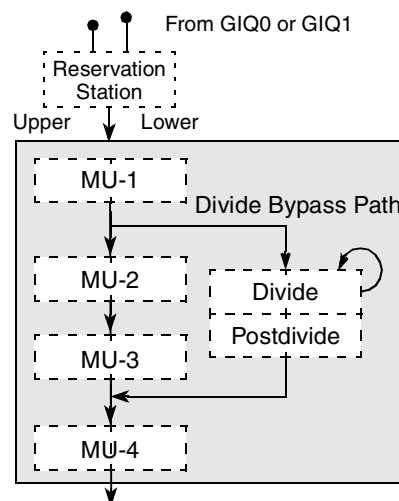 From GIQ0 or GIQ1
Reservation
Station
Upper
Lower
MU-1
Divide Bypass Path
MU-2
Divide
Postdivide
MU-3
MU-4